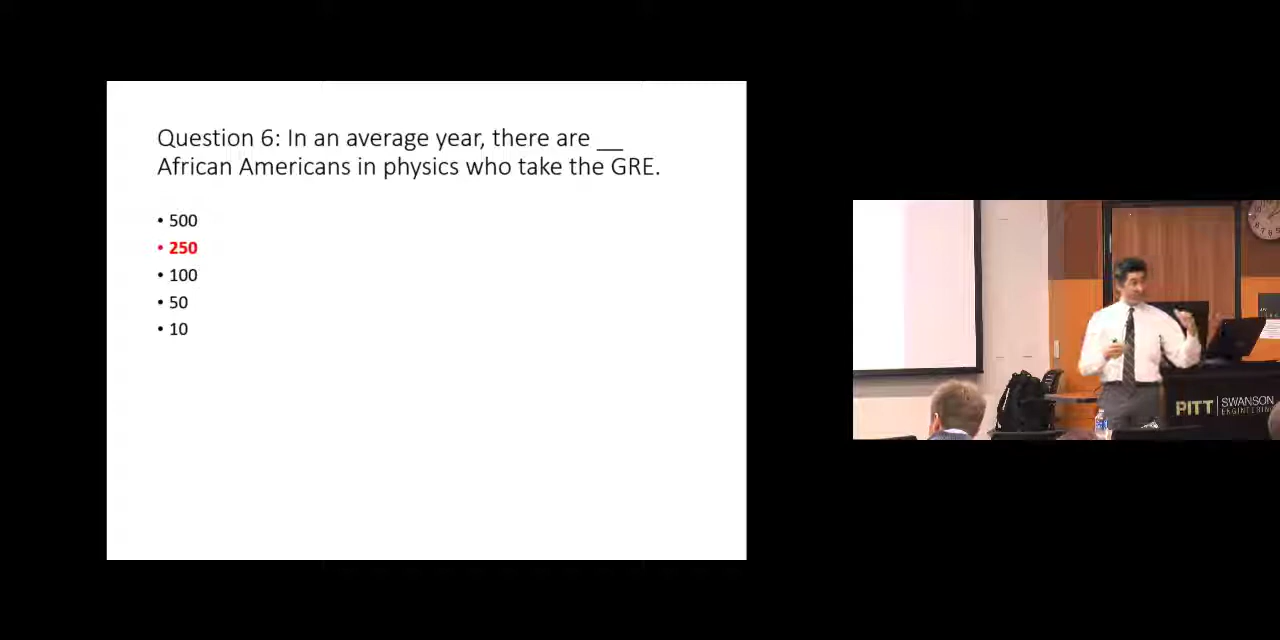 Question 6: In an average year, there are __
African Americans in physics who take the GRE.
• 500
• 250
• 100
• 50
• 10
PITT | SWANSON
ENGINEERING